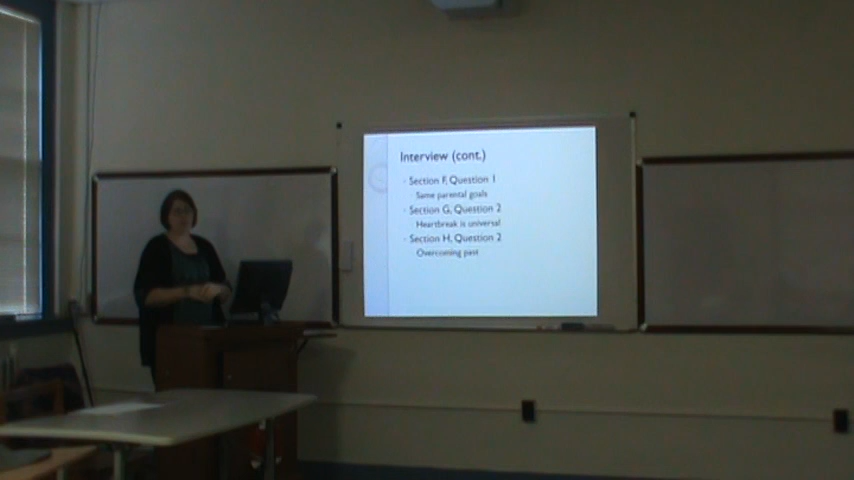 Interview (cont.)
· Section F, Question 1
Same parental goals
· Section G, Question 2
Heartbreak is universal
· Section H, Question 2
Overcoming past